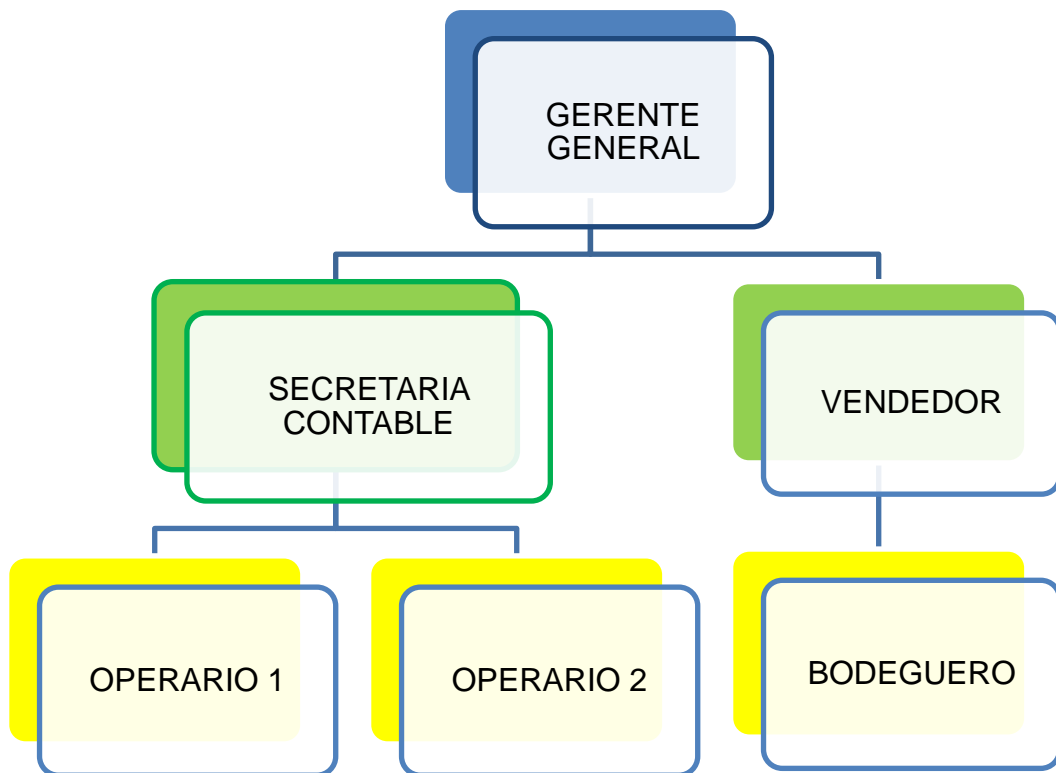 GERENTE
GENERAL
SECRETARIA
CONTABLE
VENDEDOR
OPERARIO 1
OPERARIO 2
BODEGUERO